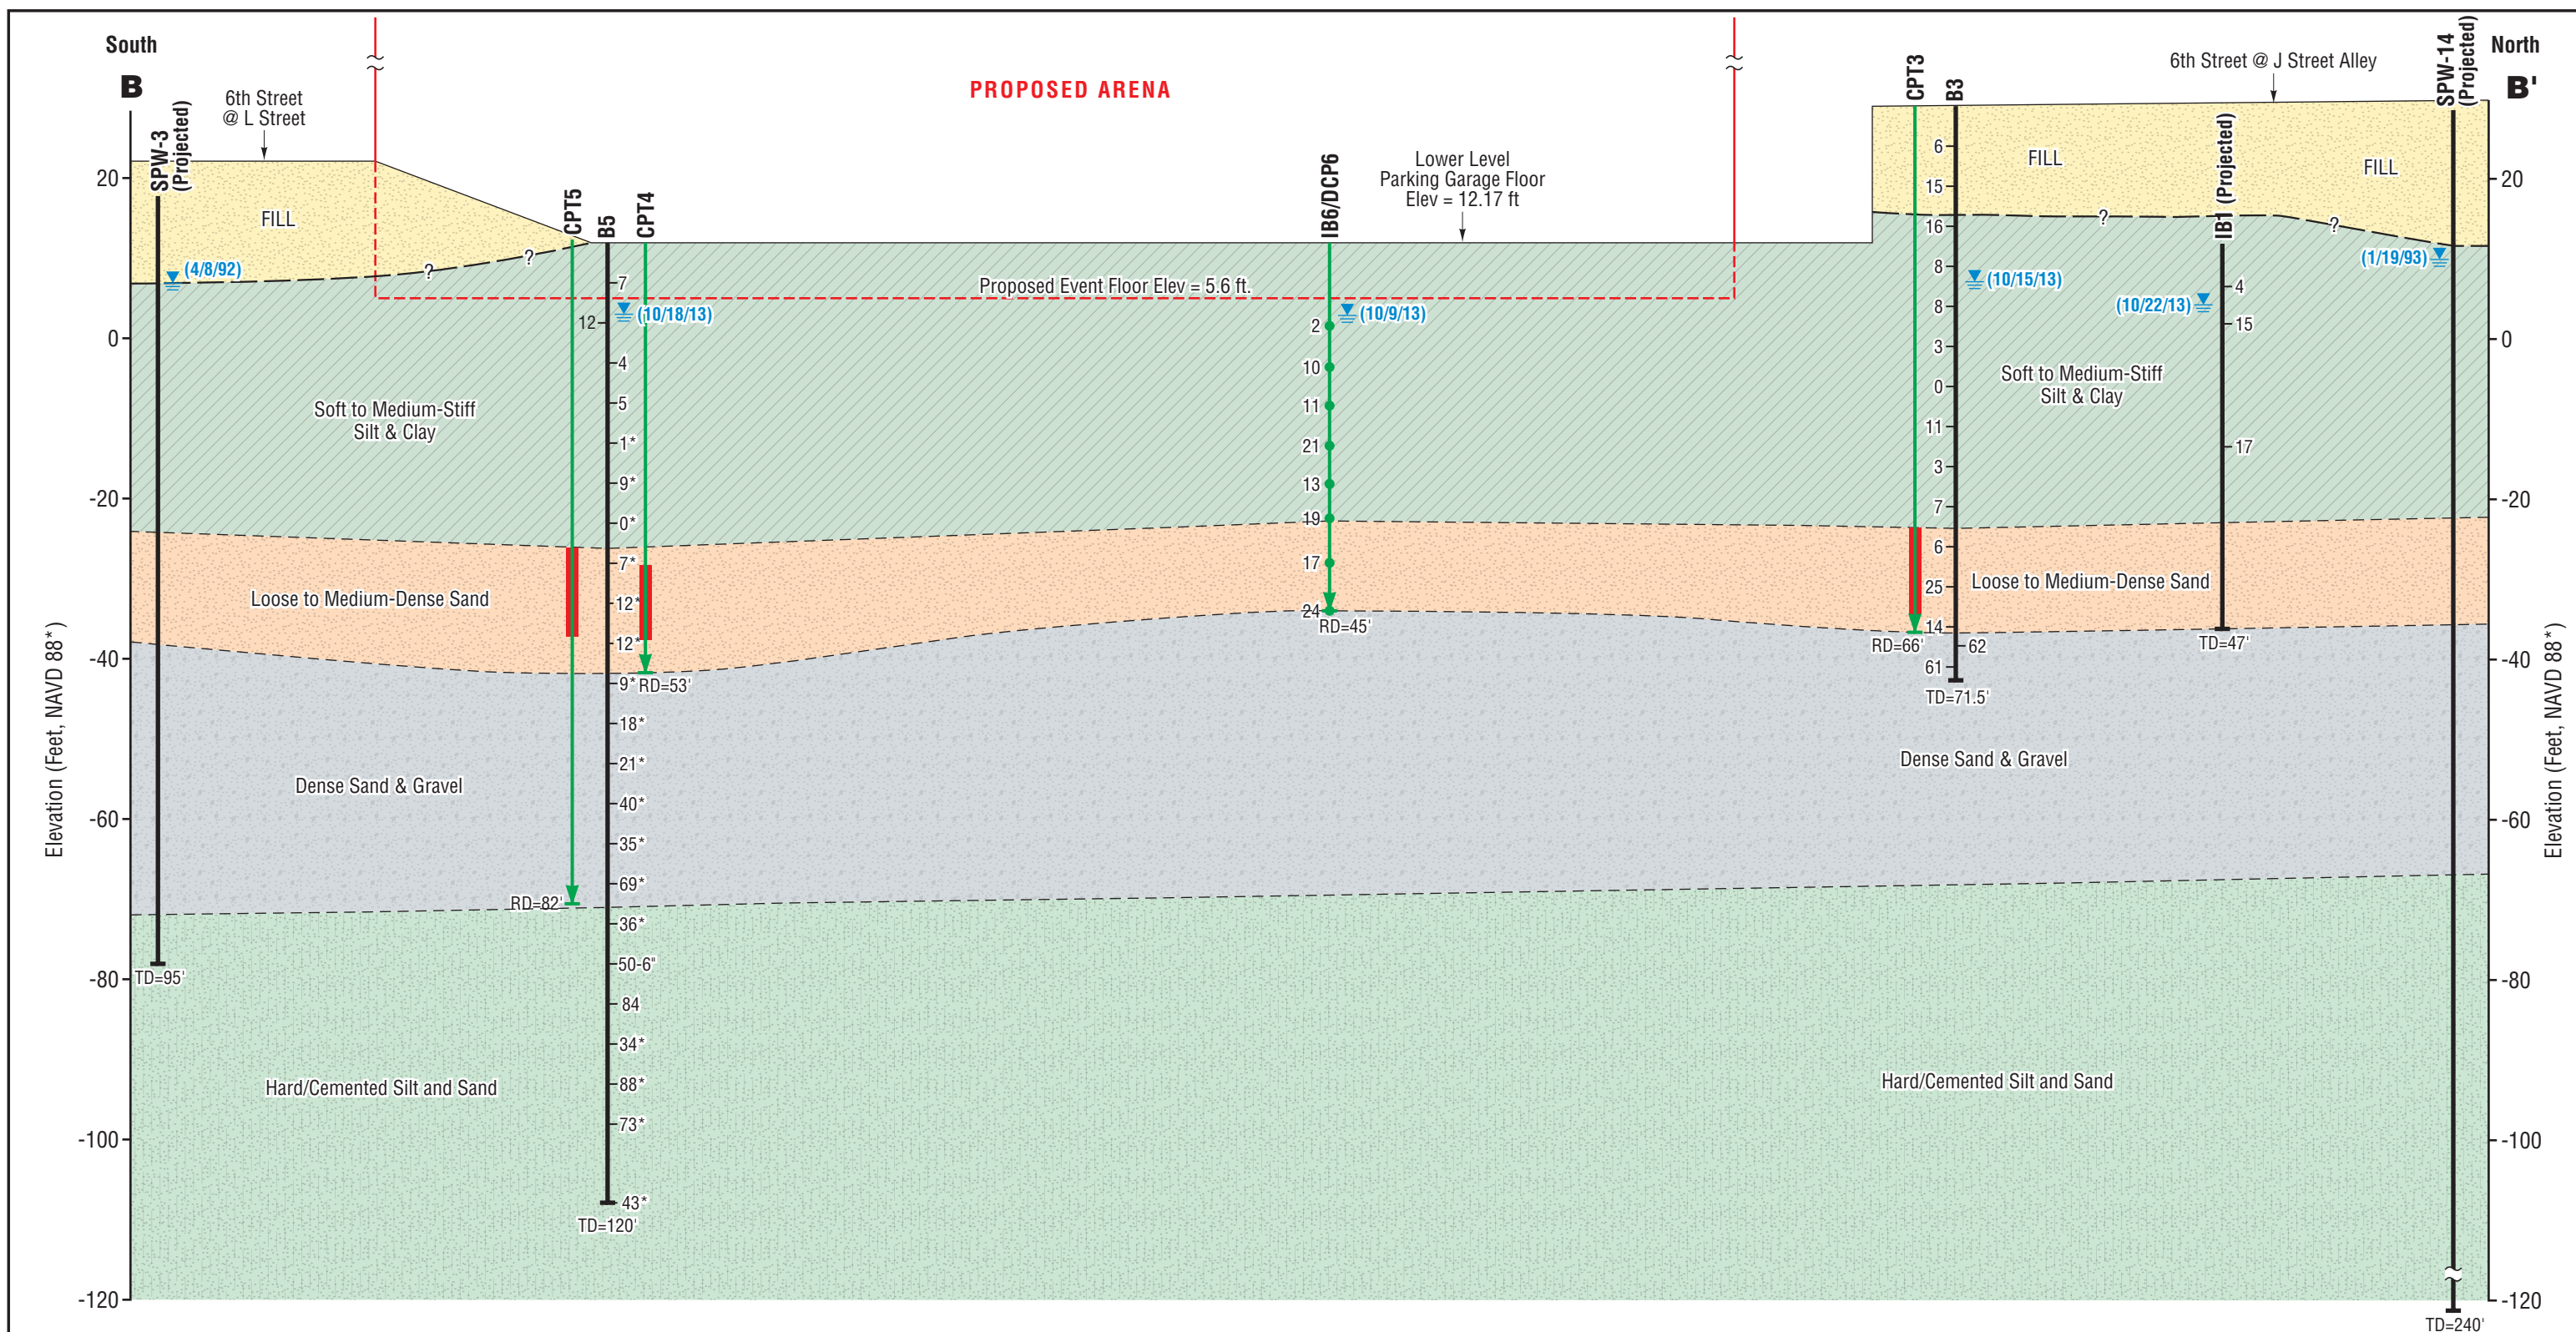 South
B
6th Street
@ L Street
SPW-3
(Projected)
PROPOSED ARENA
CPT5
B5
CPT4
IB6/DCP6
Lower Level
Parking Garage Floor
Elev = 12.17 ft
CPT3
B3
6th Street @ J Street Alley
IB1 (Projected)
SPW-14
(Projected)
North
B'
FILL
FILL
FILL
?
?
?
?
(4/8/92)
(10/18/13)
(10/9/13)
(10/15/13)
(10/22/13)
(1/19/93)
Proposed Event Floor Elev = 5.6 ft.
Soft to Medium-Stiff
Silt & Clay
Soft to Medium-Stiff
Silt & Clay
Loose to Medium-Dense Sand
Loose to Medium-Dense Sand
Dense Sand & Gravel
Dense Sand & Gravel
Hard/Cemented Silt and Sand
Hard/Cemented Silt and Sand
7
12
4
5
1*
9*
0*
7*
12*
12*
9*
18*
21*
40*
35*
69*
36*
50-6"
84
34*
88*
73*
43*
TD=120'
RD=53'
RD=82'
TD=95'
2
10
11
21
13
19
17
24
RD=45'
6
15
16
8
8
3
0
11
3
7
6
25
14
62
61
RD=66'
TD=71.5'
4
15
17
TD=47'
TD=240'
Elevation (Feet, NAVD 88*)
20
0
-20
-40
-60
-80
-100
-120
20
0
-20
-40
-60
-80
-100
-120
Elevation (Feet, NAVD 88*)